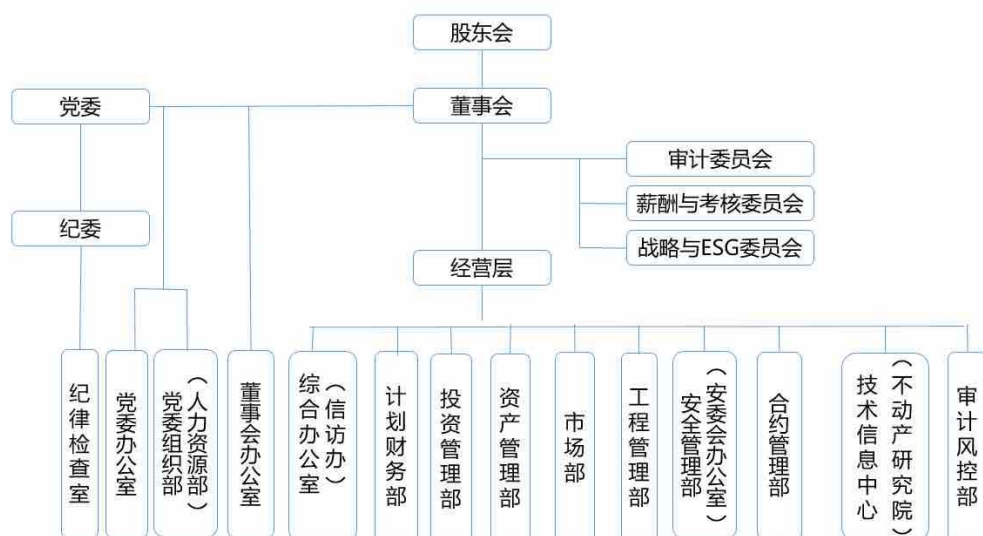 股东会
党委
董事会
审计委员会
薪酬与考核委员会
纪委
战略与ESG委员会
经营层
纪律检查室
党委办公室
党委组织部
（人力资源部）
董事会办公室
综合办公室
（信访办）
计划财务部
投资管理部
资产管理部
市场部
工程管理部
安全管理部
（安委会办公室）
合约管理部
技术信息中心
（不动产研究院）
审计风控部